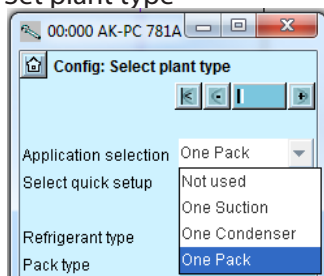 Set plant type
00:000 AK-PC 781A
Config: Select plant type
Application selection One Pack
Select quick setup Not used
One Suction
Refrigerant type One Condenser
Pack type One Pack